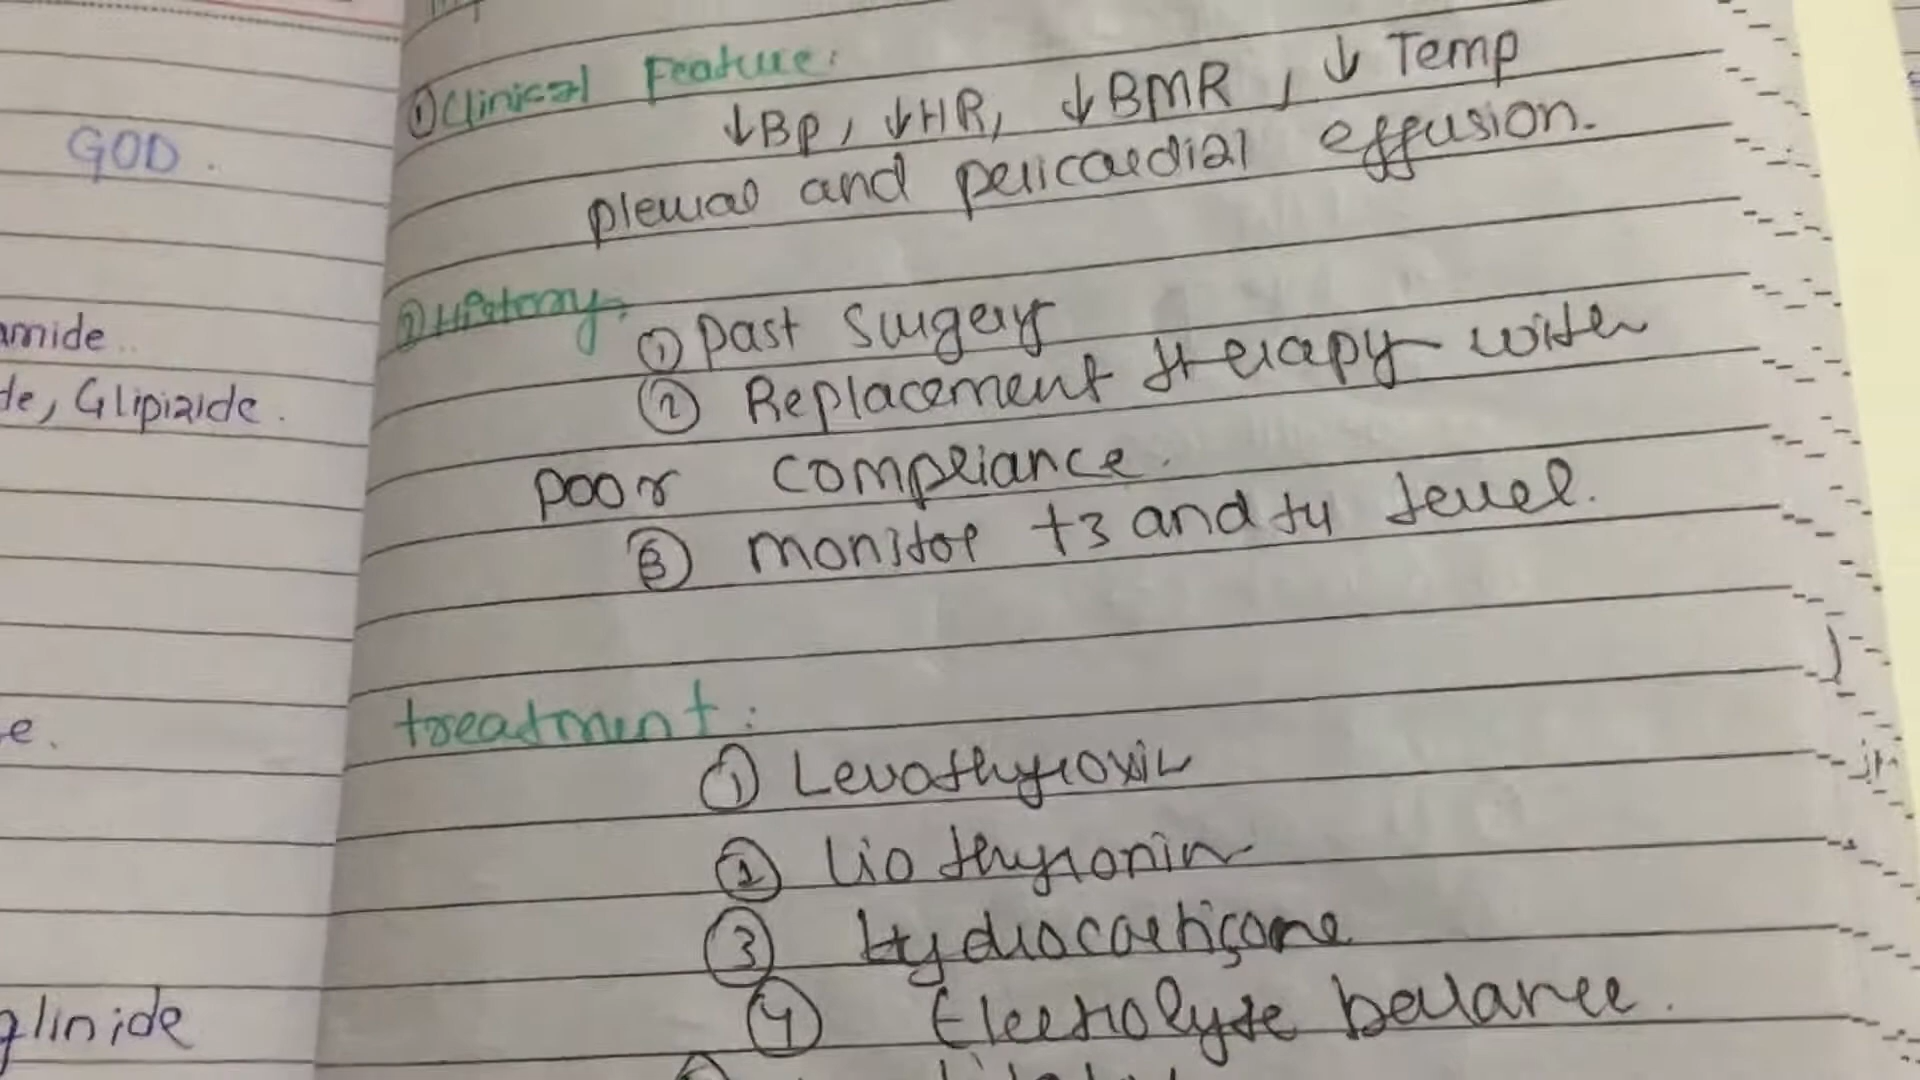 GOD.
amide..
de, Glipizide.
e.
glinide
① Clinical Feature:
↓Bp, ↓HR, ↓BMR, ↓Temp
pleural and pericardial effusion.
② History:
① past surgery
② Replacement therapy with
poor compliance.
③ monitor t3 and t4 level.
treatment:
① Levothyroxin
② Liothyronin
③ Hydrocortisone
④ Electrolyte balance.